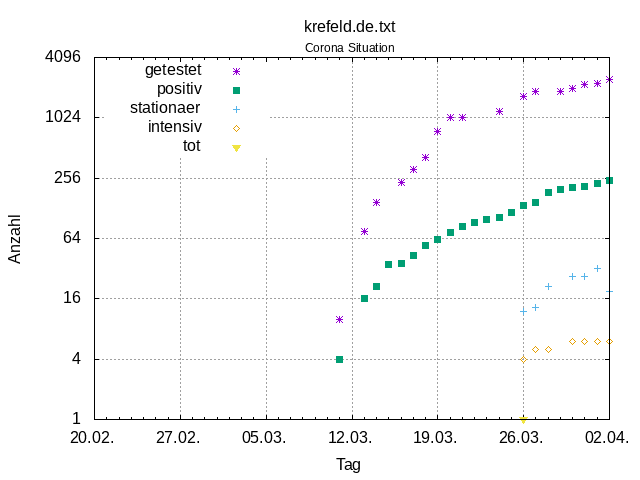 krefeld.de.txt
Corona Situation
4096
1024
256
64
16
4
1
getestet
positiv
stationaer
intensiv
tot
Anzahl
20.02. 27.02. 05.03. 12.03. 19.03. 26.03. 02.04.
Tag